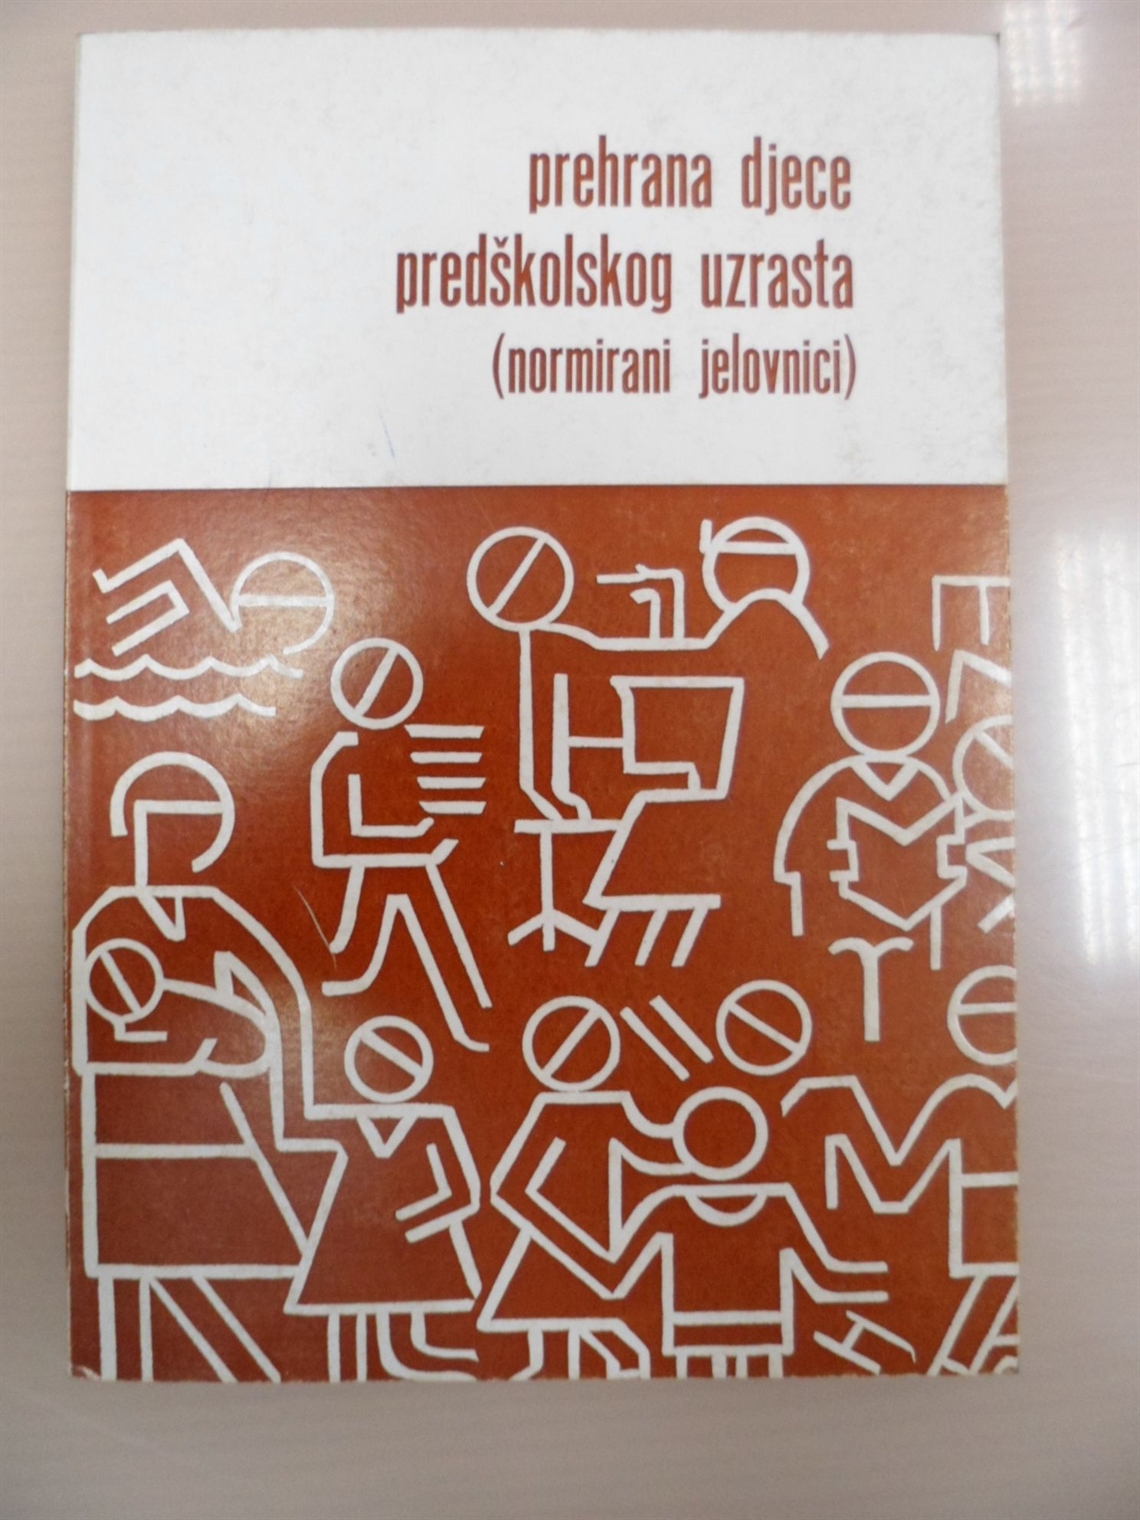 prehrana djece
predškolskog uzrasta
(normirani jelovnici)